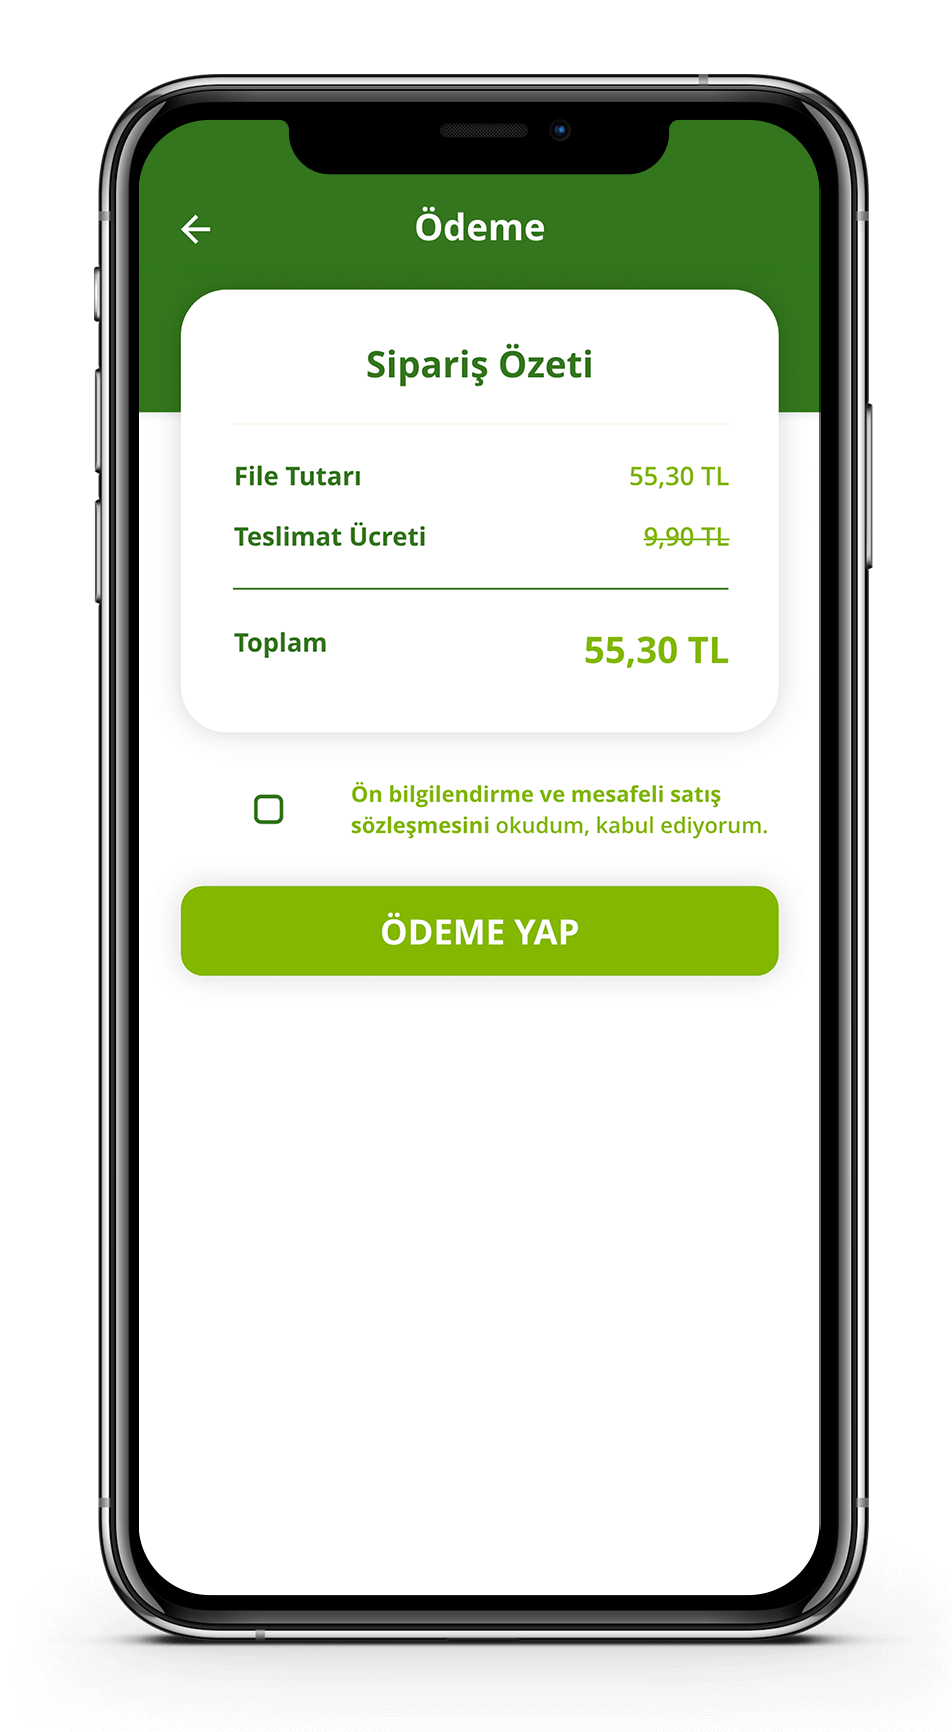 Ödeme
Sipariş Özeti
File Tutarı 55,30 TL
Teslimat Ücreti 9,90 TL
Toplam 55,30 TL
Ön bilgilendirme ve mesafeli satış
sözleşmesini okudum, kabul ediyorum.
ÖDEME YAP